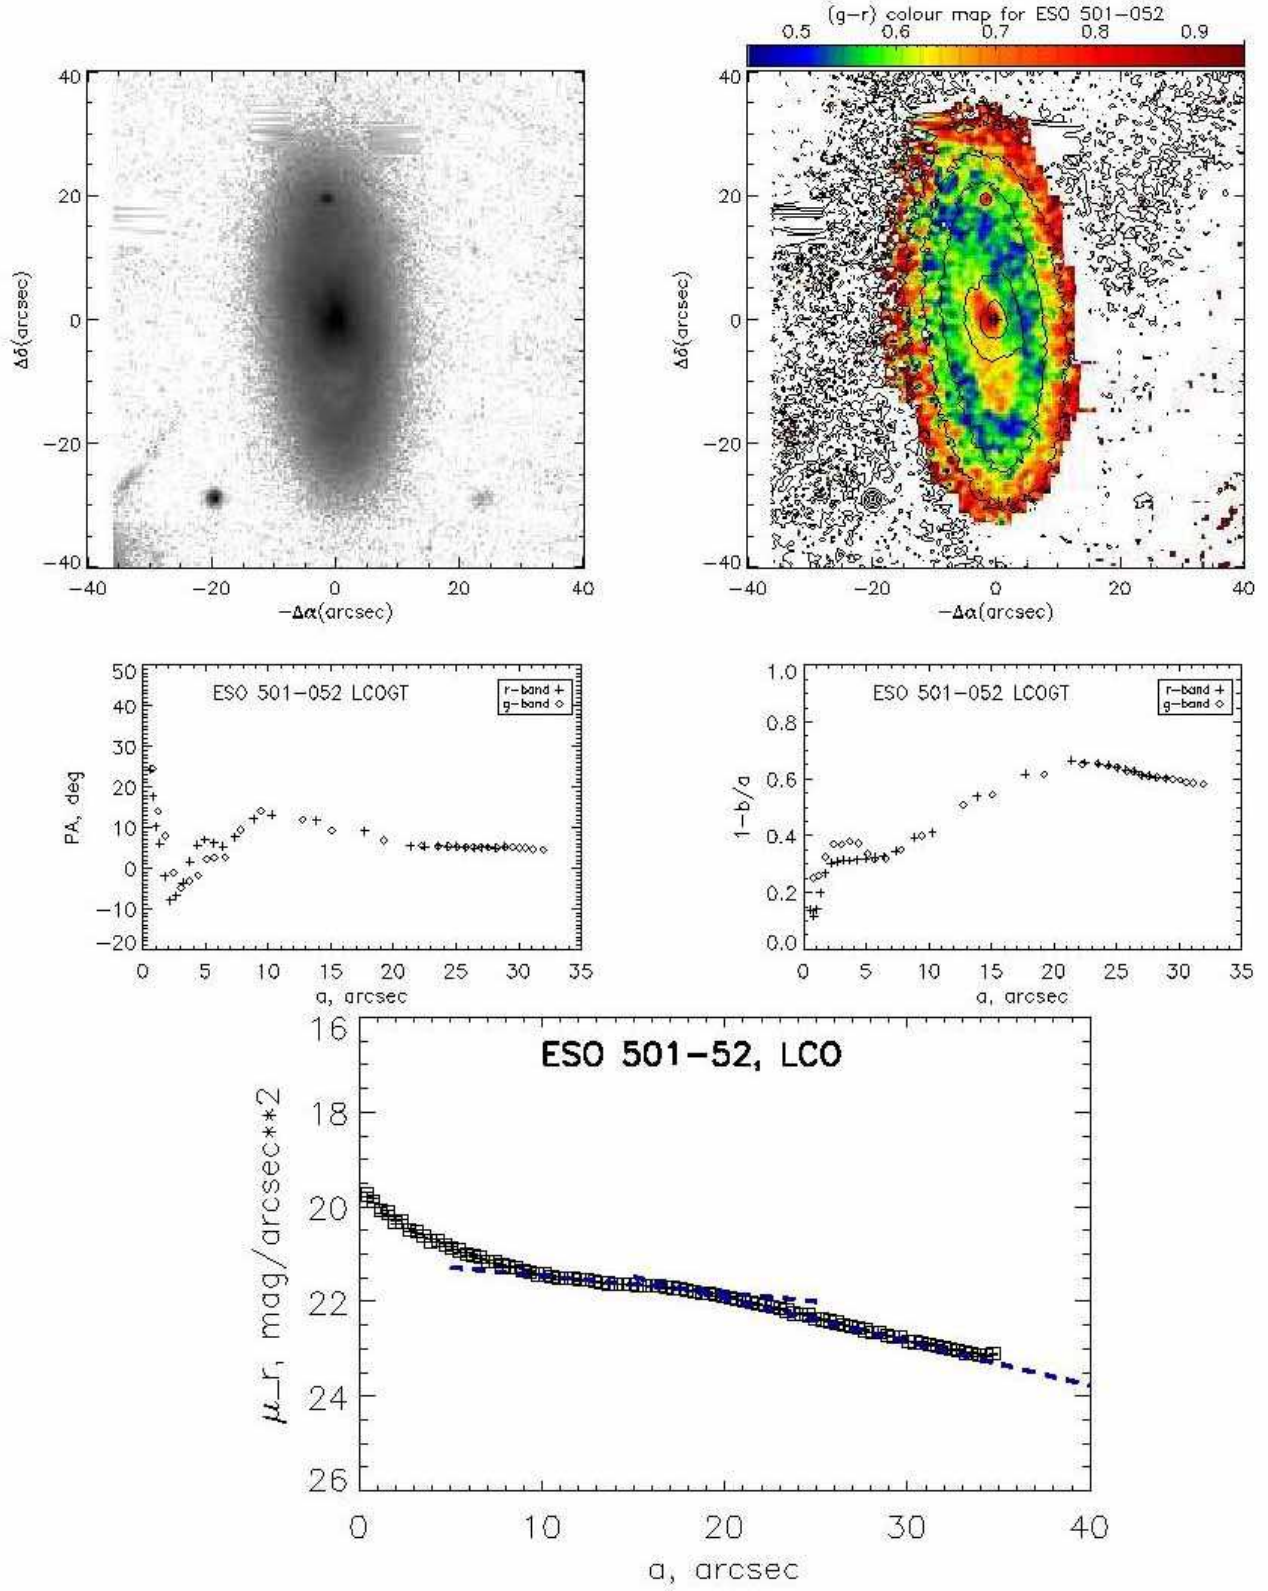 (g−r) colour map for ESO 501−052
0.5 0.6 0.7 0.8 0.9
40
20
0
−20
−40
Δδ(arcsec)
−40 −20 0 20 40
−Δα(arcsec)
40
20
0
−20
−40
Δδ(arcsec)
−40 −20 0 20 40
−Δα(arcsec)
ESO 501−052 LCOGT
r−band +
g−band ◇
50
40
30
20
10
0
−10
−20
PA, deg
0 5 10 15 20 25 30 35
a, arcsec
ESO 501−052 LCOGT
r−band +
g−band ◇
1.0
0.8
0.6
0.4
0.2
0.0
1−b/a
0 5 10 15 20 25 30 35
a, arcsec
ESO 501−52, LCO
16
18
20
22
24
26
μ_r, mag/arcsec**2
0 10 20 30 40
a, arcsec